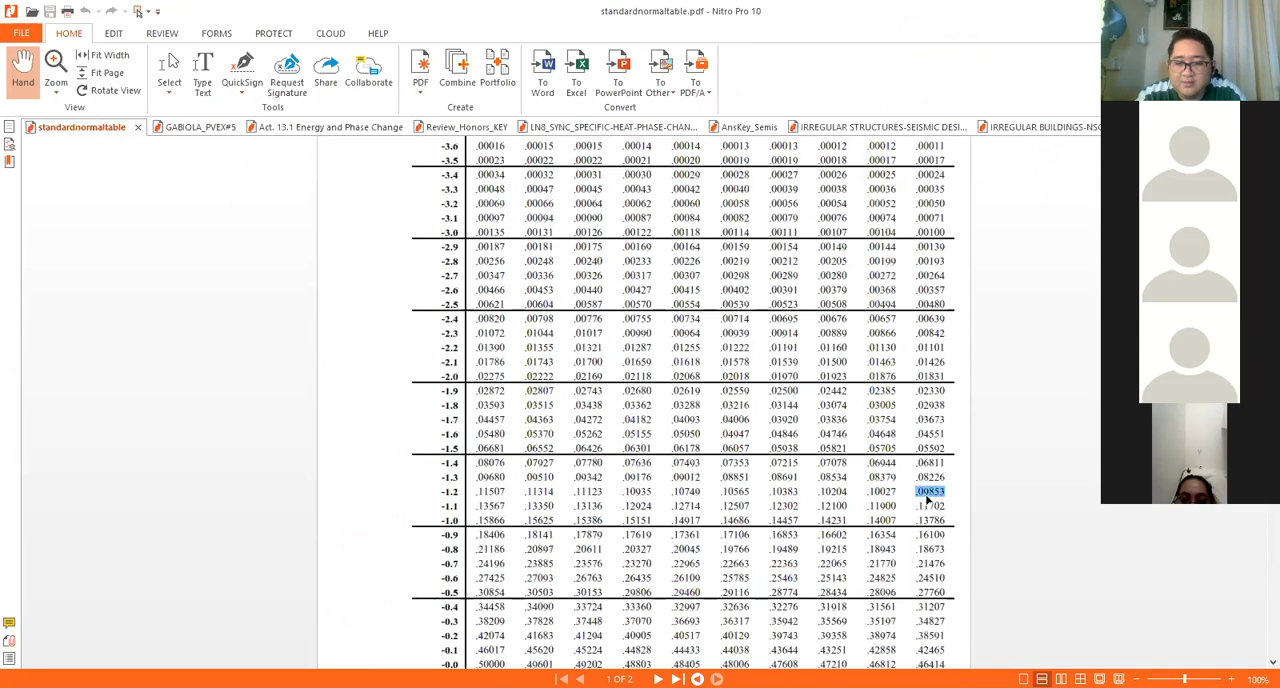 standardnormaltable.pdf - Nitro Pro 10
FILE HOME EDIT REVIEW FORMS PROTECT CLOUD HELP
Hand Zoom Fit Width Fit Page Rotate View
Select Type Text QuickSign Request Signature Share Collaborate
PDF Combine Portfolio
To Word To Excel To PowerPoint To Other To PDF/A
View Tools Create Convert
standardnormaltable GABIOLA_PVEX#5 Act. 13.1 Energy and Phase Change Review_Honors_KEY LN8_SYNC_SPECIFIC-HEAT-PHASE-CHAN... AnsKey_Semis IRREGULAR STRUCTURES-SEISMIC DESI... IRREGULAR BUILDINGS-NSC
-3.6 .00016 .00015 .00015 .00014 .00014 .00013 .00013 .00012 .00012 .00011
-3.5 .00023 .00022 .00022 .00021 .00020 .00019 .00019 .00018 .00017 .00017
-3.4 .00034 .00032 .00031 .00030 .00029 .00028 .00027 .00026 .00025 .00024
-3.3 .00048 .00047 .00045 .00043 .00042 .00040 .00039 .00038 .00036 .00035
-3.2 .00069 .00066 .00064 .00062 .00060 .00058 .00056 .00054 .00052 .00050
-3.1 .00097 .00094 .00090 .00087 .00084 .00082 .00079 .00076 .00074 .00071
-3.0 .00135 .00131 .00126 .00122 .00118 .00114 .00111 .00107 .00104 .00100
-2.9 .00187 .00181 .00175 .00169 .00164 .00159 .00154 .00149 .00144 .00139
-2.8 .00256 .00248 .00240 .00233 .00226 .00219 .00212 .00205 .00199 .00193
-2.7 .00347 .00336 .00326 .00317 .00307 .00298 .00289 .00280 .00272 .00264
-2.6 .00466 .00453 .00440 .00427 .00415 .00402 .00391 .00379 .00368 .00357
-2.5 .00621 .00604 .00587 .00570 .00554 .00539 .00523 .00508 .00494 .00480
-2.4 .00820 .00798 .00776 .00755 .00734 .00714 .00695 .00676 .00657 .00639
-2.3 .01072 .01044 .01017 .00990 .00964 .00939 .00914 .00889 .00866 .00842
-2.2 .01390 .01355 .01321 .01287 .01255 .01222 .01191 .01160 .01130 .01101
-2.1 .01786 .01743 .01700 .01659 .01618 .01578 .01539 .01500 .01463 .01426
-2.0 .02275 .02222 .02169 .02118 .02068 .02018 .01970 .01923 .01876 .01831
-1.9 .02872 .02807 .02743 .02680 .02619 .02559 .02500 .02442 .02385 .02330
-1.8 .03593 .03515 .03438 .03362 .03288 .03216 .03144 .03074 .03005 .02938
-1.7 .04457 .04363 .04272 .04182 .04093 .04006 .03920 .03836 .03754 .03673
-1.6 .05480 .05370 .05262 .05155 .05050 .04947 .04846 .04746 .04648 .04551
-1.5 .06681 .06552 .06426 .06301 .06178 .06057 .05938 .05821 .05705 .05592
-1.4 .08076 .07927 .07780 .07636 .07493 .07353 .07215 .07078 .06944 .06811
-1.3 .09680 .09510 .09342 .09176 .09012 .08851 .08691 .08534 .08379 .08226
-1.2 .11507 .11314 .11123 .10935 .10749 .10565 .10383 .10204 .10027 .09853
-1.1 .13567 .13350 .13136 .12924 .12714 .12507 .12302 .12100 .11900 .11702
-1.0 .15866 .15625 .15386 .15151 .14917 .14686 .14457 .14231 .14007 .13786
-0.9 .18406 .18141 .17879 .17619 .17361 .17106 .16853 .16602 .16354 .16109
-0.8 .21186 .20897 .20611 .20327 .20045 .19766 .19489 .19215 .18943 .18673
-0.7 .24196 .23885 .23576 .23270 .22965 .22663 .22363 .22065 .21770 .21476
-0.6 .27425 .27093 .26763 .26435 .26109 .25785 .25463 .25143 .24825 .24510
-0.5 .30854 .30503 .30153 .29806 .29460 .29116 .28774 .28434 .28096 .27760
-0.4 .34458 .34090 .33724 .33360 .32997 .32636 .32276 .31918 .31561 .31207
-0.3 .38209 .37828 .37448 .37070 .36693 .36317 .35942 .35569 .35197 .34827
-0.2 .42074 .41683 .41294 .40905 .40517 .40129 .39743 .39358 .38974 .38591
-0.1 .46017 .45620 .45224 .44828 .44433 .44038 .43644 .43251 .42858 .42465
-0.0 .50000 .49601 .49202 .48803 .48405 .48006 .47608 .47210 .46812 .46414
1 OF 2
100%